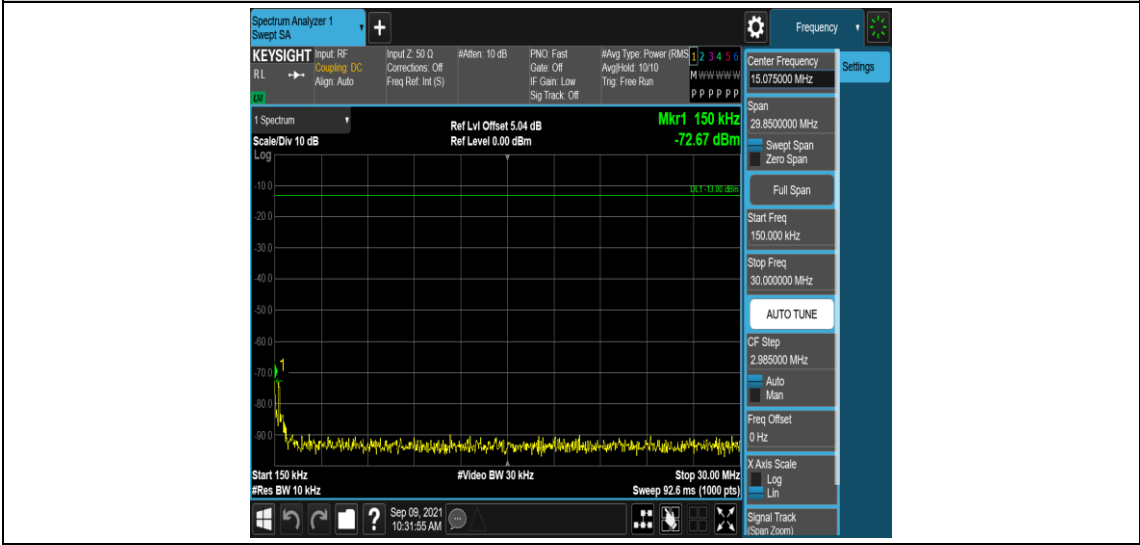 Spectrum Analyzer 1
Swept SA
+
Frequency
KEYSIGHT
RL
Input: RF
Coupling: DC
Align: Auto
Input Z: 50 Ω
Corrections: Off
Freq Ref: Int (S)
#Atten: 10 dB
PNO: Fast
Gate: Off
IF Gain: Low
Sig Track: Off
#Avg Type: Power (RMS
Avg|Hold: 10/10
Trig: Free Run
1 2 3 4 5 6
M W W W W W
P P P P P P
1 Spectrum
Scale/Div 10 dB
Log
Ref Lvl Offset 5.04 dB
Ref Level 0.00 dBm
Mkr1 150 kHz
-72.67 dBm
DL1 -13.00 dBm
-10.0
-20.0
-30.0
-40.0
-50.0
-60.0
-70.0
-80.0
-90.0
1
Start 150 kHz
#Res BW 10 kHz
#Video BW 30 kHz
Stop 30.00 MHz
Sweep 92.6 ms (1000 pts)
Center Frequency
15.075000 MHz
Settings
Span
29.8500000 MHz
Swept Span
Zero Span
Full Span
Start Freq
150.000 kHz
Stop Freq
30.000000 MHz
AUTO TUNE
CF Step
2.985000 MHz
Auto
Man
Freq Offset
0 Hz
X Axis Scale
Log
Lin
Signal Track
(Span Zoom)
?
Sep 09, 2021
10:31:55 AM